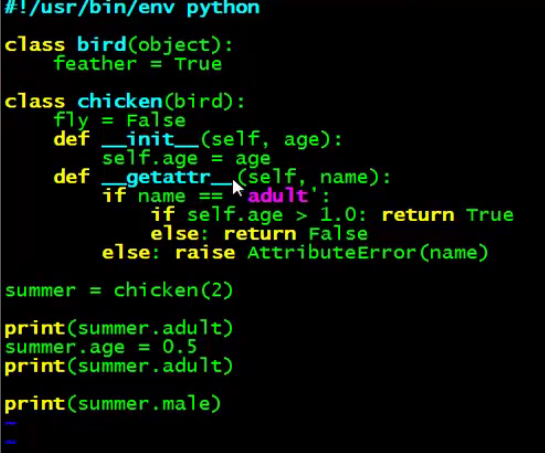 #!/usr/bin/env python
class bird(object):
    feather = True
class chicken(bird):
    fly = False
    def __init__(self, age):
        self.age = age
    def __getattr__(self, name):
        if name == 'adult':
            if self.age > 1.0: return True
            else: return False
        else: raise AttributeError(name)
summer = chicken(2)
print(summer.adult)
summer.age = 0.5
print(summer.adult)
print(summer.male)
~
~